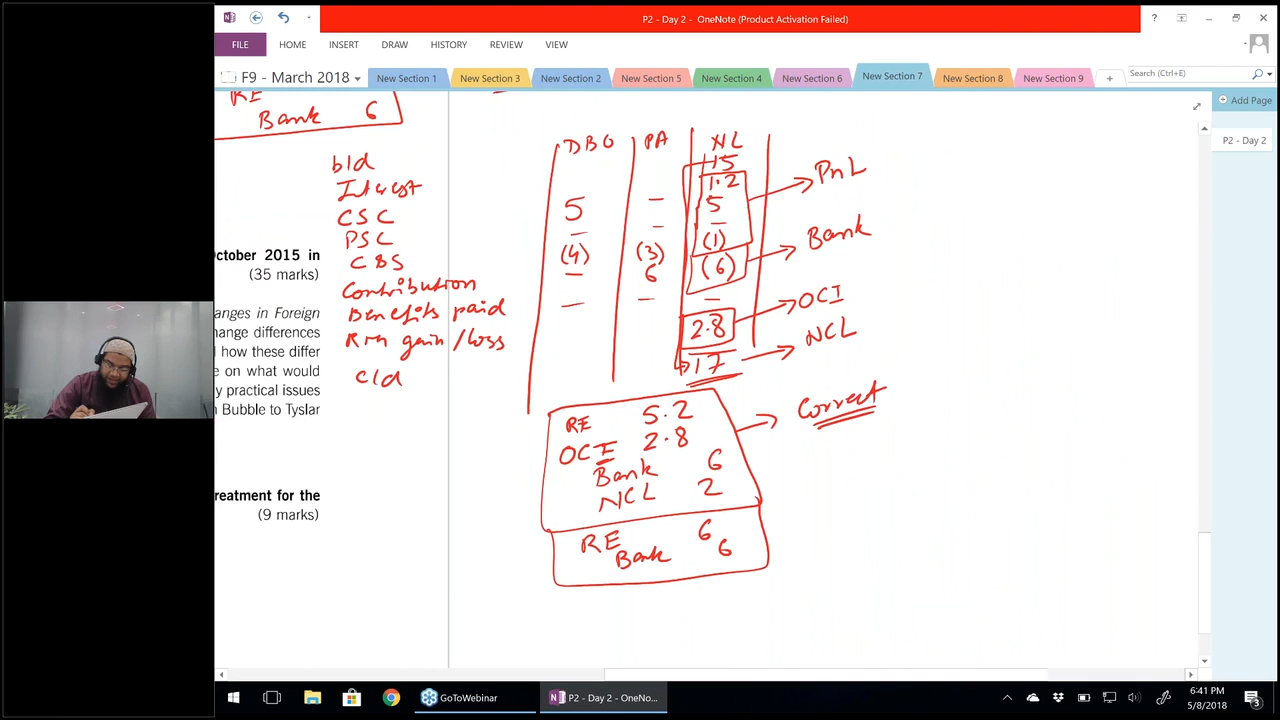 P2 - Day 2 - OneNote (Product Activation Failed)
FILE HOME INSERT DRAW HISTORY REVIEW VIEW
F9 - March 2018 New Section 1 New Section 3 New Section 2 New Section 5 New Section 4 New Section 6 New Section 7 New Section 8 New Section 9 Search (Ctrl+E)
Add Page
P2 - Day 2
RE
Bank 6
DBO PA NL
b/d 15
Interest 1.2 PnL
CSC 5 - 5
PSC - - -
CBS (4) (3) (1)
Contribution - 6 (6) Bank
Benefits paid - - -
Rm gain/loss 2.8 OCI
c/d 17 NCL
RE 5.2
OCI 2.8
Bank 6
NCL 2
Correct
RE 6
Bank 6
ctober 2015 in
(35 marks)
anges in Foreign
hange differences
how these differ
e on what would
y practical issues
n Bubble to Tyslar
reatment for the
(9 marks)
GoToWebinar
P2 - Day 2 - OneNo...
6:41 PM
5/8/2018
3